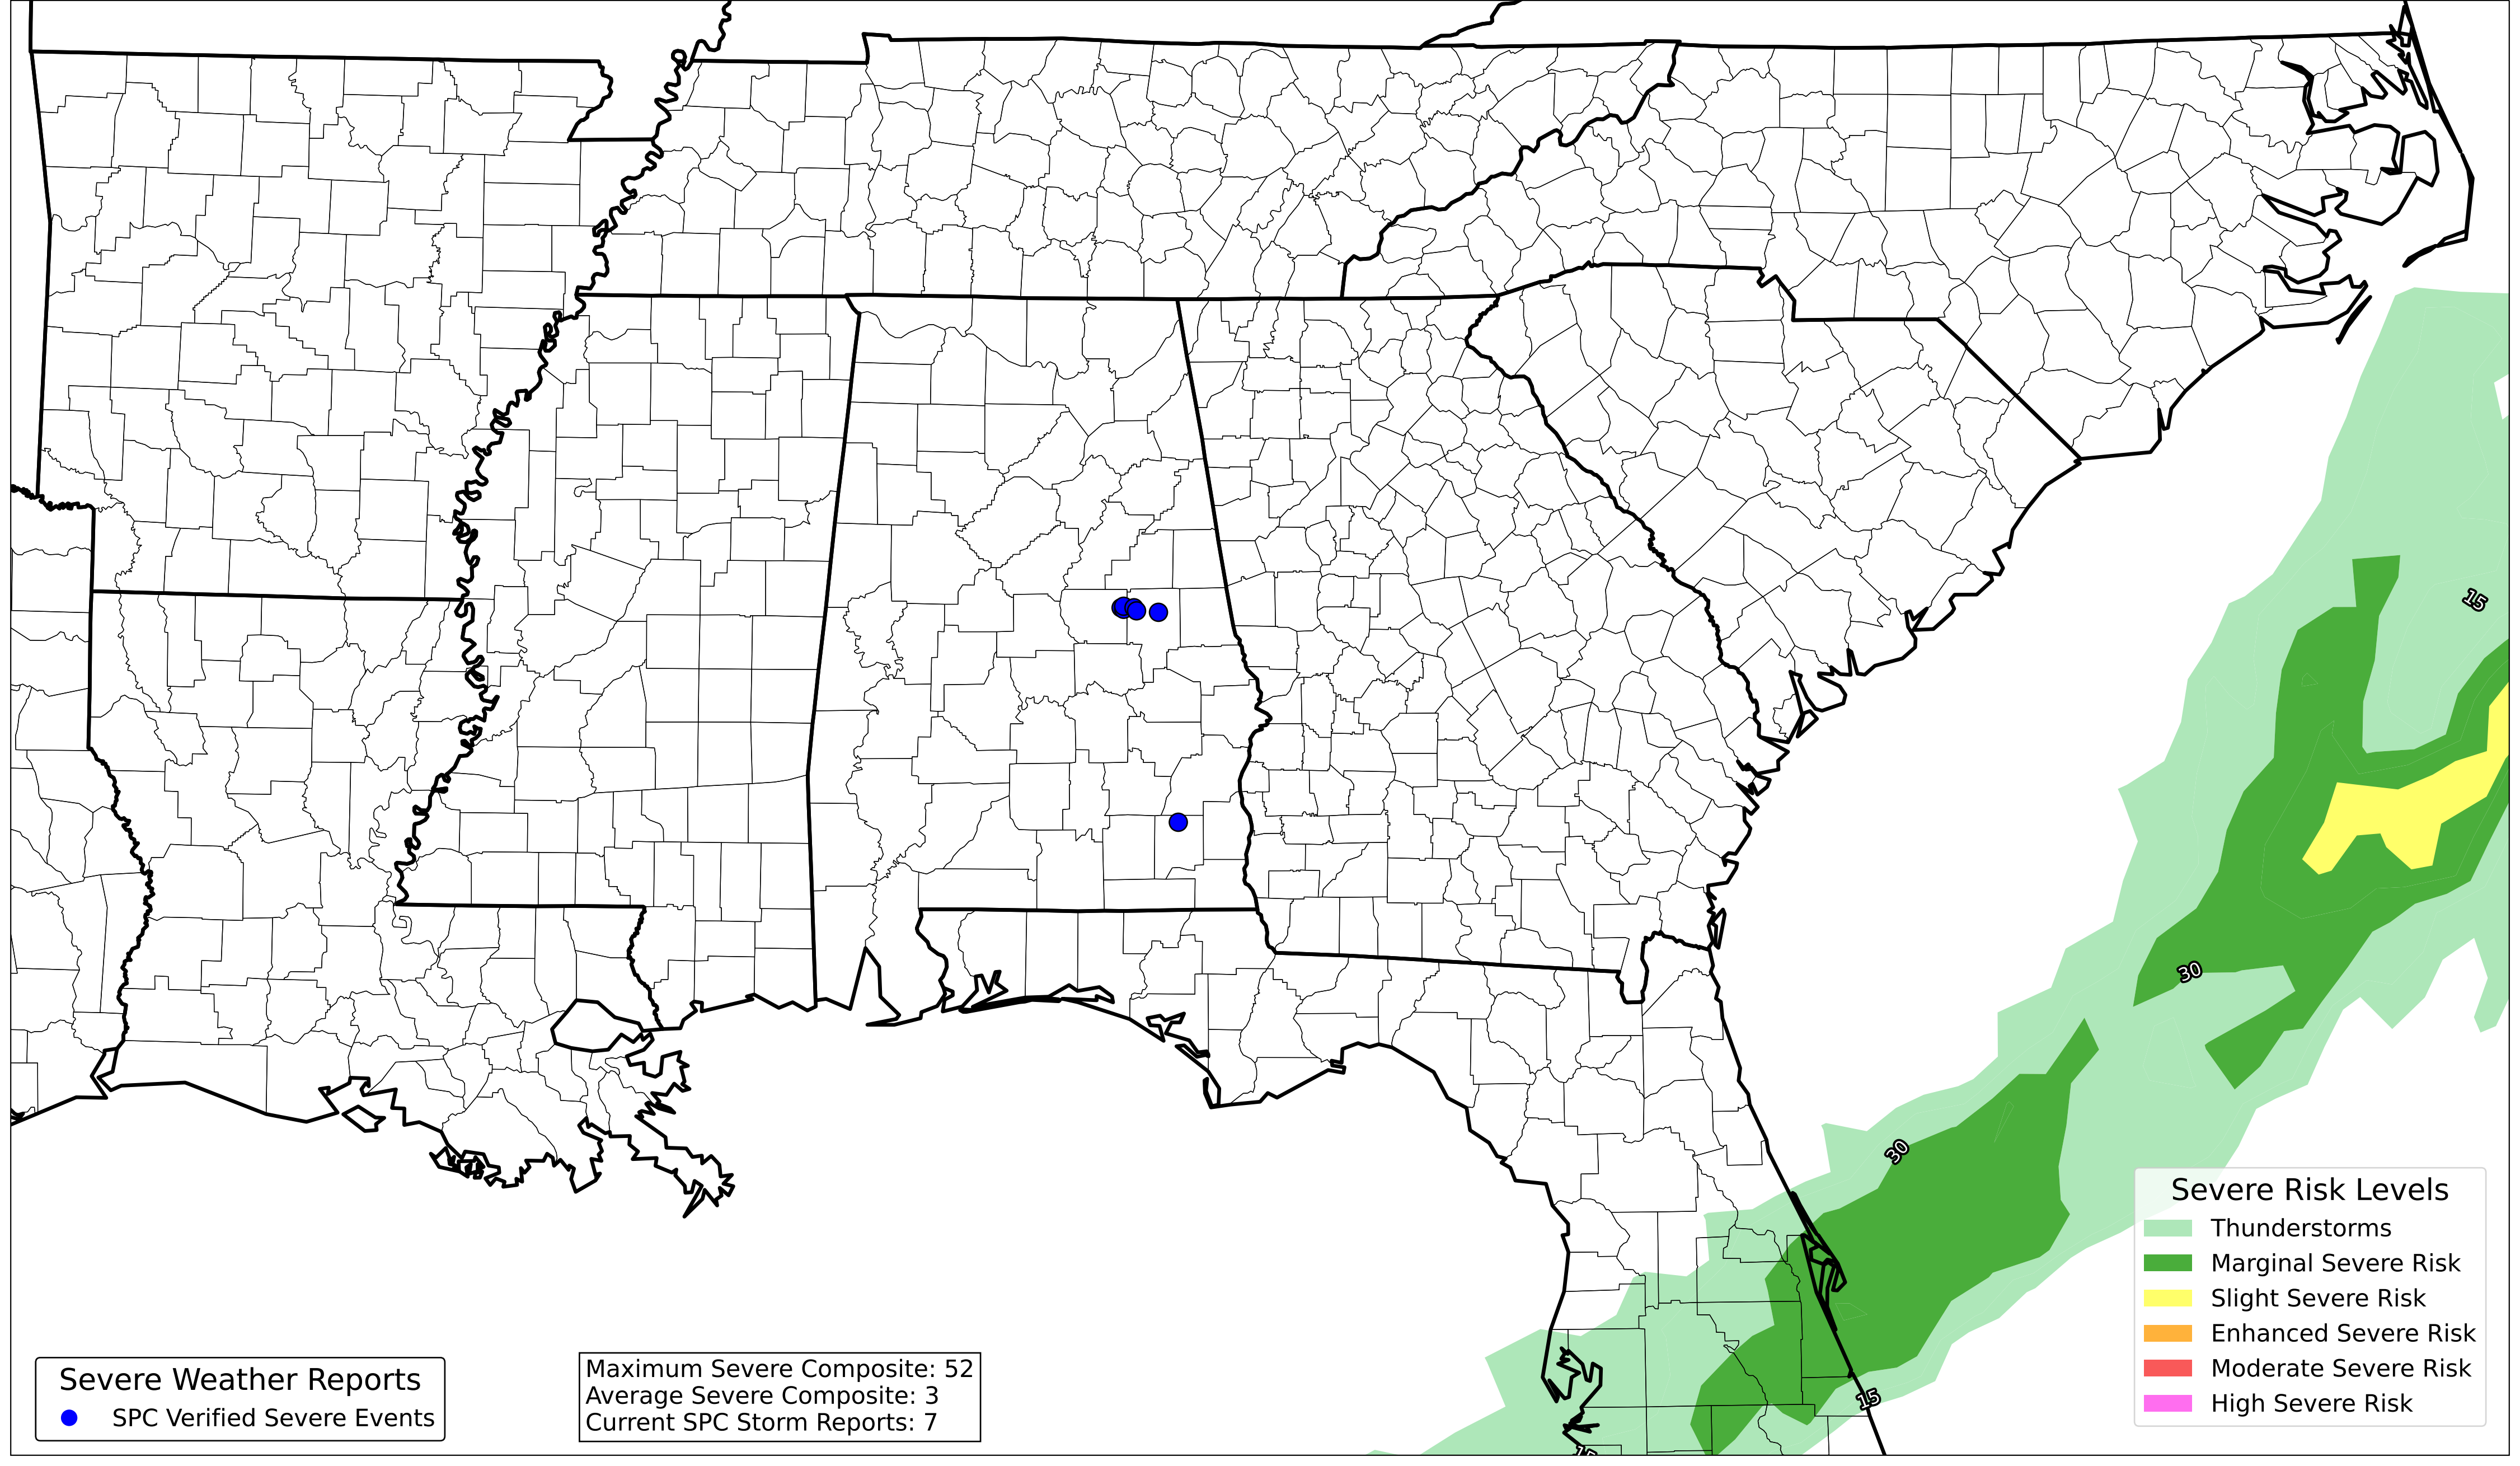 15
30
30
15
15
Severe Risk Levels
Thunderstorms
Marginal Severe Risk
Slight Severe Risk
Enhanced Severe Risk
Moderate Severe Risk
High Severe Risk
Severe Weather Reports
SPC Verified Severe Events
Maximum Severe Composite: 52
Average Severe Composite: 3
Current SPC Storm Reports: 7